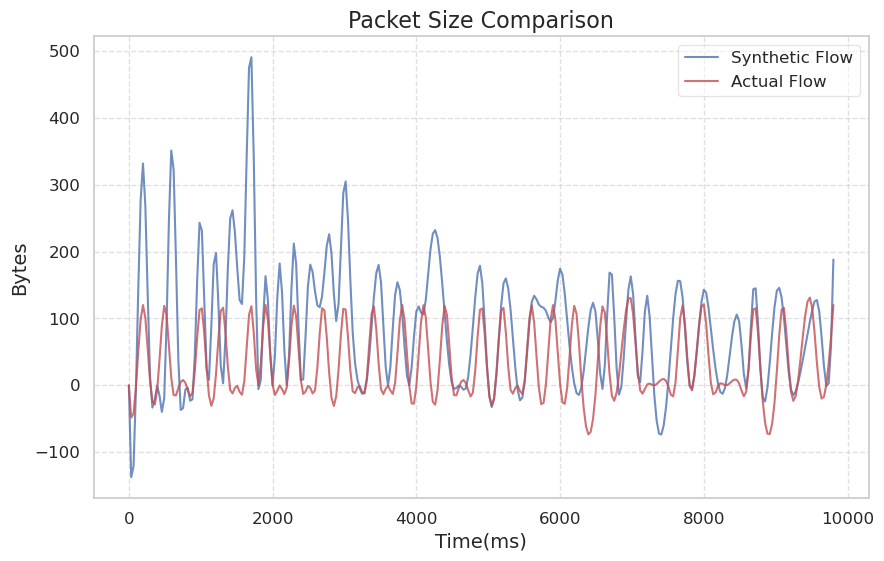 Packet Size Comparison
Synthetic Flow
Actual Flow
Bytes
500
400
300
200
100
0
−100
0
2000
4000
6000
8000
10000
Time(ms)